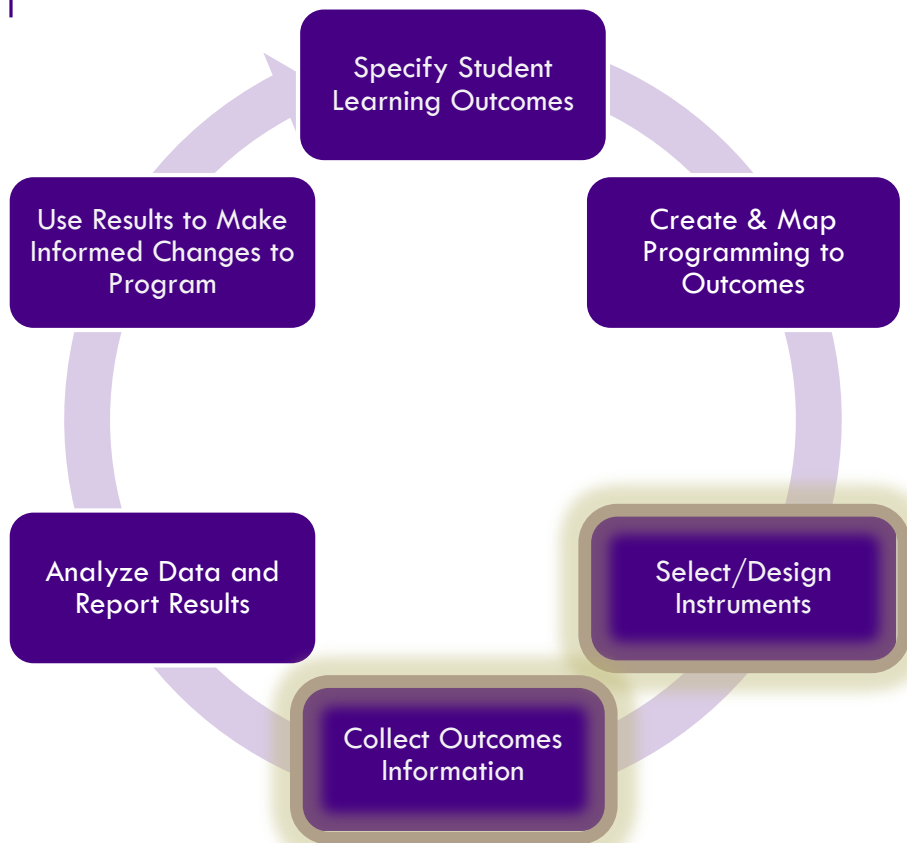 Specify Student
Learning Outcomes
Create & Map
Programming to
Outcomes
Select/Design
Instruments
Collect Outcomes
Information
Analyze Data and
Report Results
Use Results to Make
Informed Changes to
Program